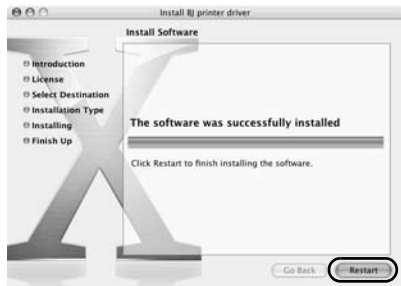 Install BJ printer driver
Install Software
Introduction
License
Select Destination
Installation Type
Installing
Finish Up
The software was successfully installed
Click Restart to finish installing the software.
Go Back
Restart